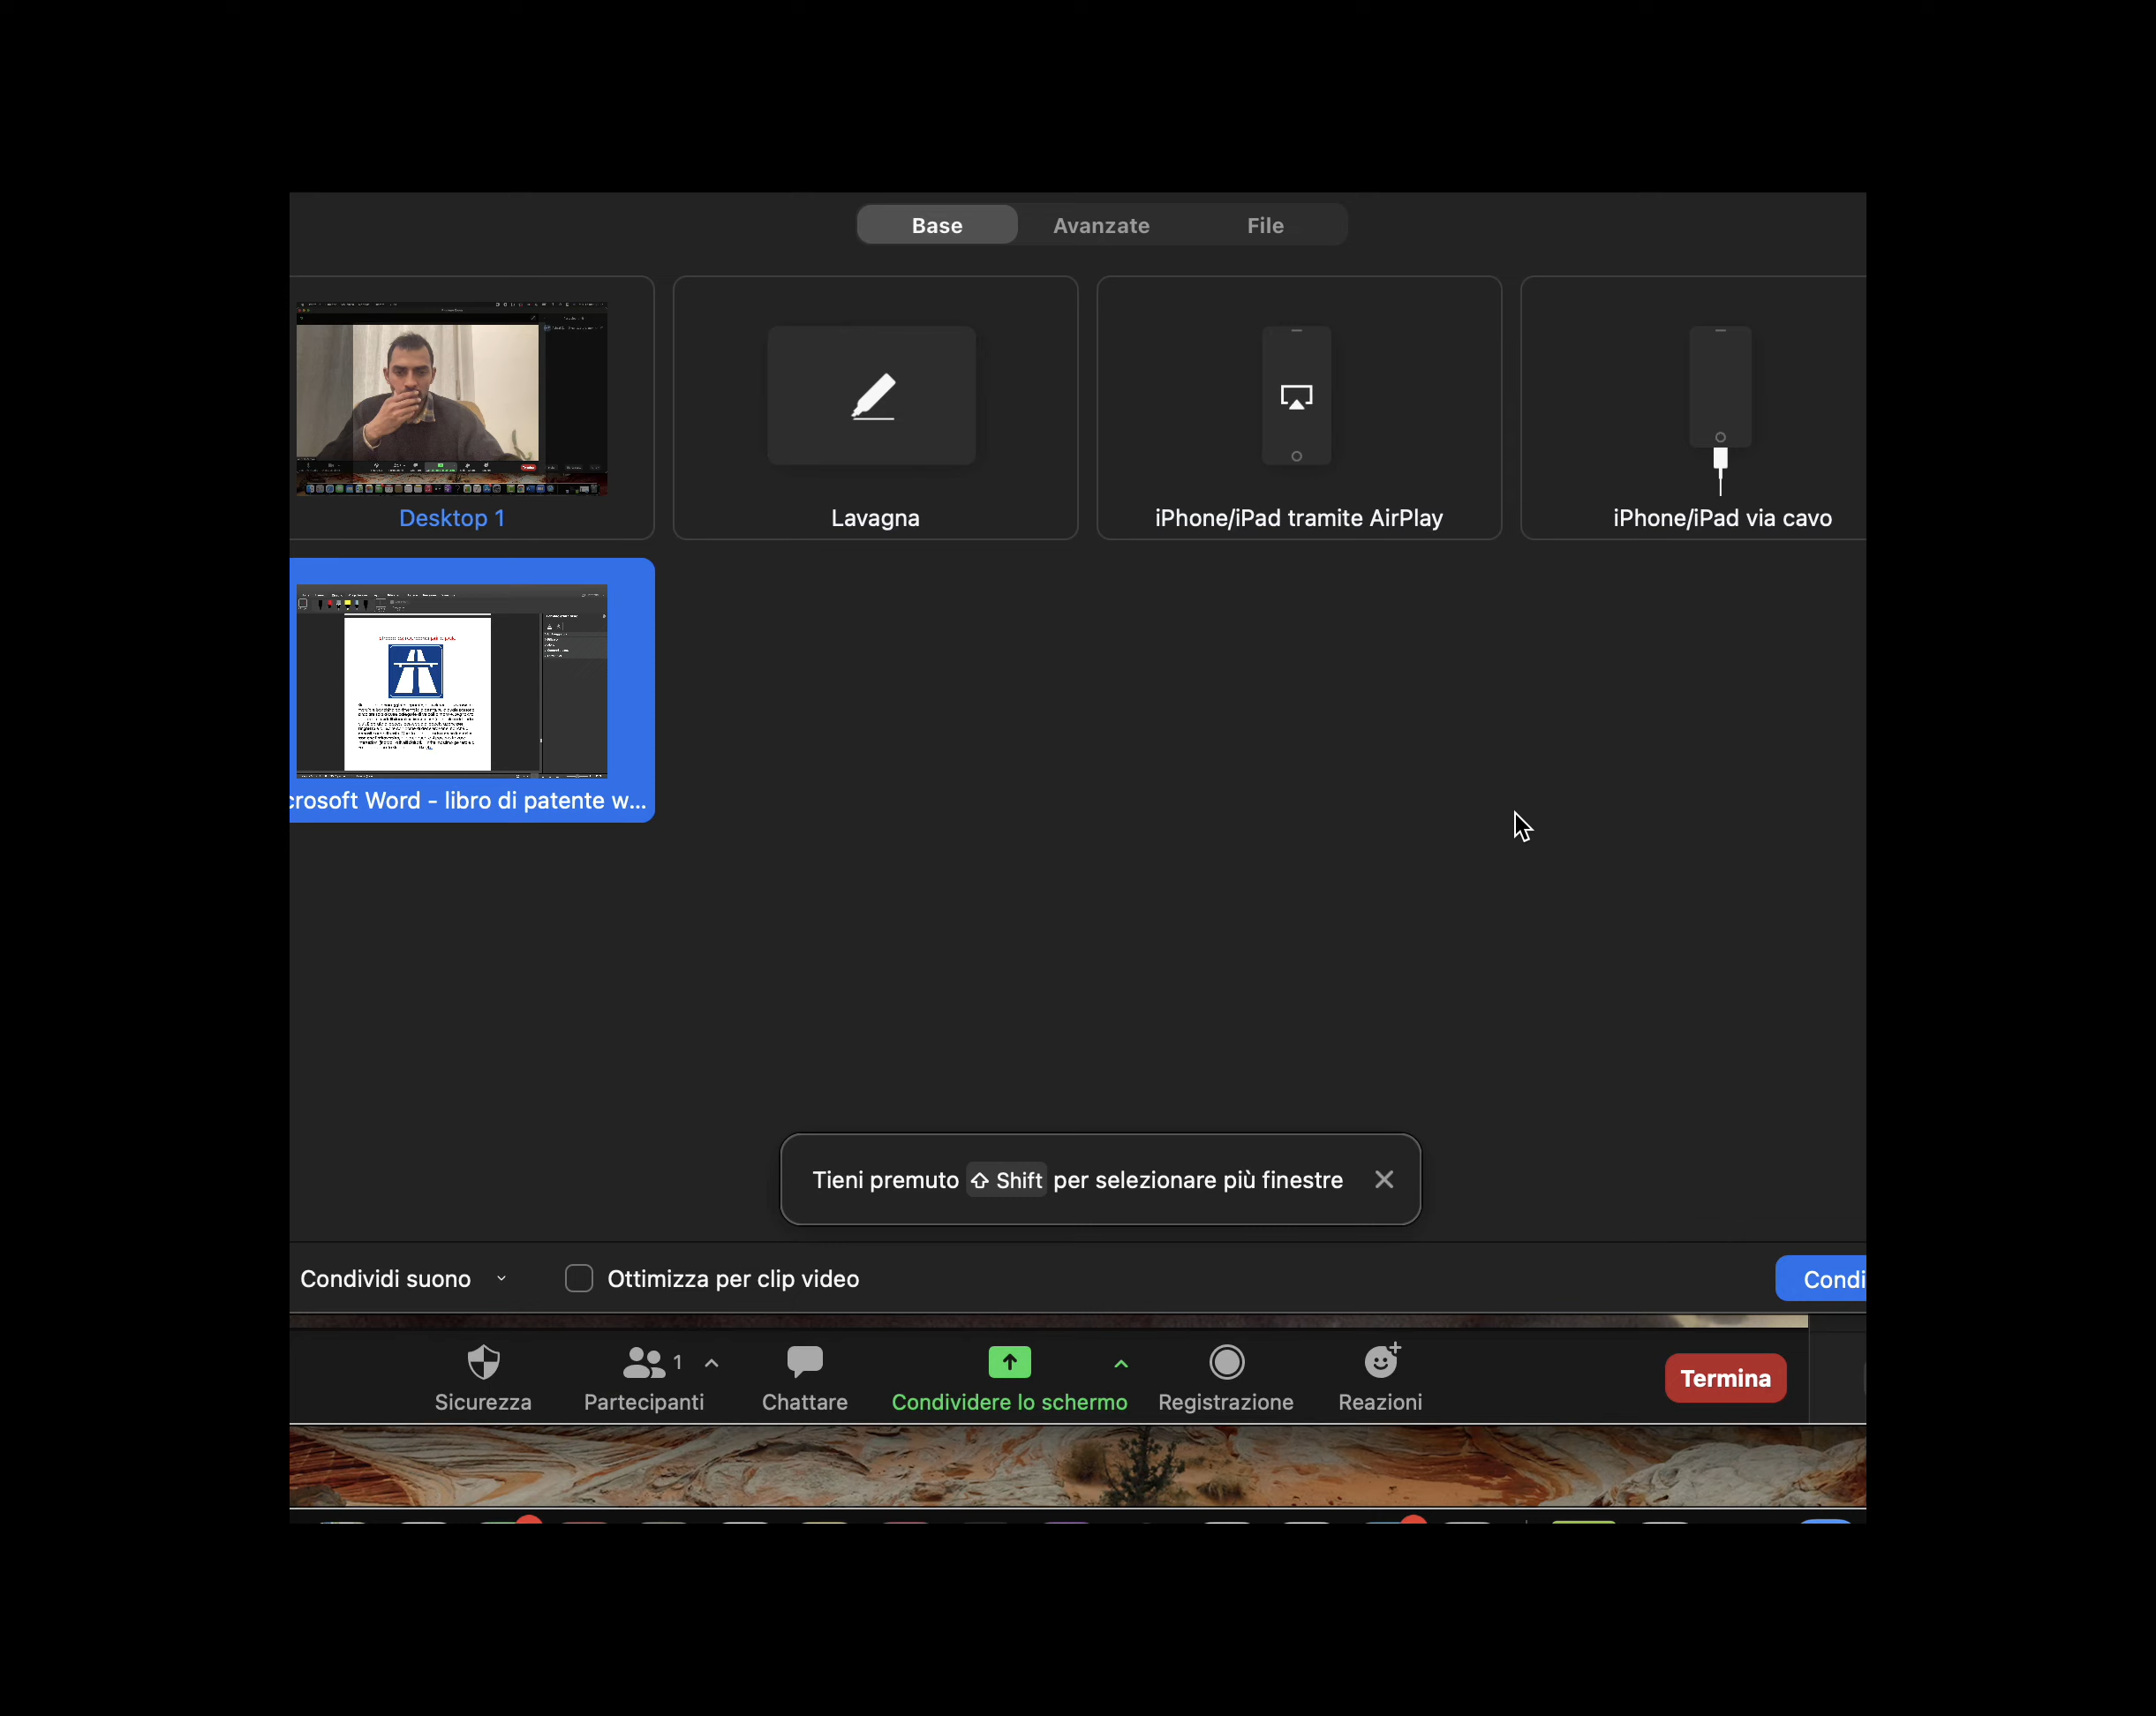 Base
Avanzate
File
Desktop 1
Lavagna
iPhone/iPad tramite AirPlay
iPhone/iPad via cavo
crosoft Word - libro di patente w...
Tieni premuto Shift per selezionare più finestre
Condividi suono
Ottimizza per clip video
Condi
1
Sicurezza
Partecipanti
Chattare
Condividere lo schermo
Registrazione
Reazioni
Termina